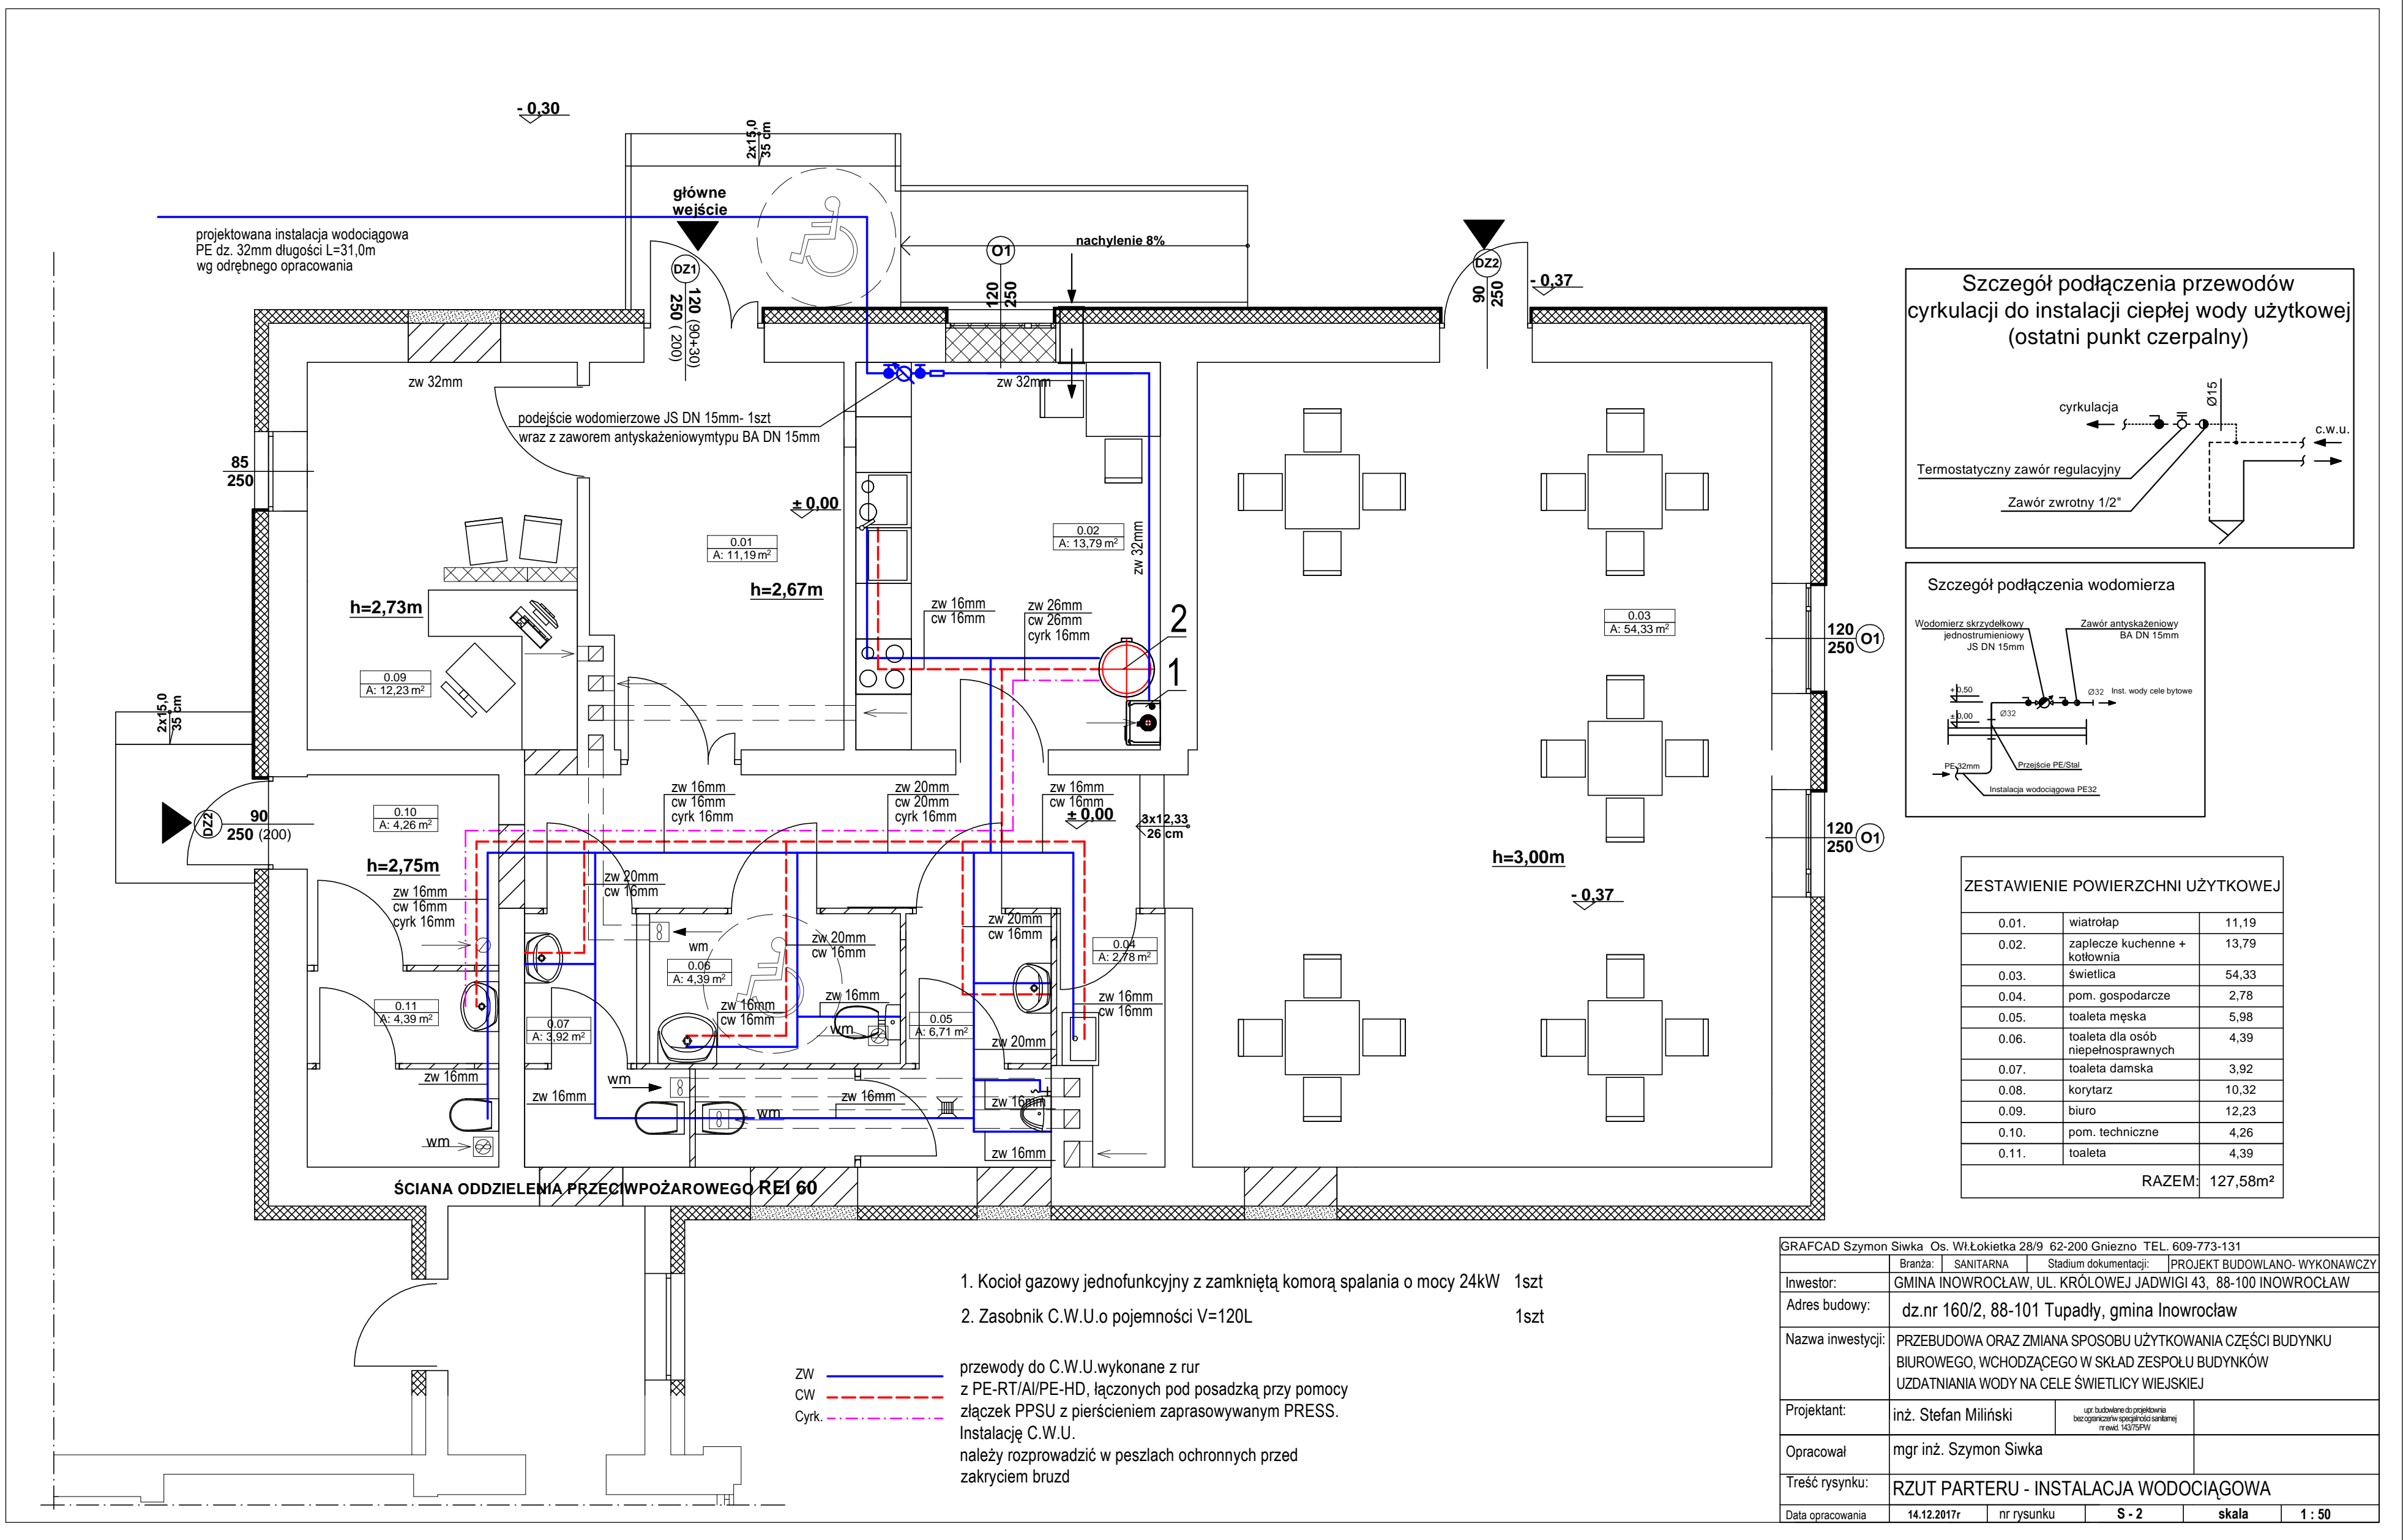 - 0,30
2x15,0
35 cm
główne
wejście
projektowana instalacja wodociągowa
PE dz. 32mm długości L=31,0m
wg odrębnego opracowania
nachylenie 8%
O1
120
250
DZ1
120 (90+30)
250 ( 200)
DZ2
90
250
- 0,37
zw 32mm
zw 32mm
podejście wodomierzowe JS DN 15mm- 1szt
wraz z zaworem antyskażeniowymtypu BA DN 15mm
85
250
± 0,00
0.01
A: 11,19 m²
0.02
A: 13,79 m²
zw 32mm
h=2,67m
h=2,73m
zw 16mm
cw 16mm
zw 26mm
cw 26mm
cyrk 16mm
2
1
0.03
A: 54,33 m²
120
250
O1
0.09
A: 12,23 m²
2x15,0
35 cm
DZ2
90
250 (200)
0.10
A: 4,26 m²
h=2,75m
zw 16mm
cw 16mm
cyrk 16mm
zw 20mm
cw 20mm
cyrk 16mm
zw 16mm
cw 16mm
± 0,00
3x12,33
26 cm
120
250
O1
h=3,00m
- 0,37
zw 16mm
cw 16mm
cyrk 16mm
zw 20mm
cw 16mm
wm
zw 20mm
cw 16mm
zw 20mm
cw 16mm
0.04
A: 2,78 m²
0.06
A: 4,39 m²
zw 16mm
cw 16mm
zw 16mm
wm
zw 16mm
cw 16mm
0.11
A: 4,39 m²
0.07
A: 3,92 m²
0.05
A: 6,71 m²
zw 20mm
zw 16mm
wm
zw 16mm
zw 16mm
zw 16mm
wm
wm
zw 16mm
ŚCIANA ODDZIELENIA PRZECIWPOŻAROWEGO REI 60
1. Kocioł gazowy jednofunkcyjny z zamkniętą komorą spalania o mocy 24kW 1szt
2. Zasobnik C.W.U.o pojemności V=120L 1szt
ZW
CW
Cyrk.
przewody do C.W.U.wykonane z rur
z PE-RT/Al/PE-HD, łączonych pod posadzką przy pomocy
złączek PPSU z pierścieniem zaprasowywanym PRESS.
Instalację C.W.U.
należy rozprowadzić w peszlach ochronnych przed
zakryciem bruzd
Szczegół podłączenia przewodów
cyrkulacji do instalacji ciepłej wody użytkowej
(ostatni punkt czerpalny)
cyrkulacja
Ø15
c.w.u.
Termostatyczny zawór regulacyjny
Zawór zwrotny 1/2"
Szczegół podłączenia wodomierza
Wodomierz skrzydełkowy
jednostrumieniowy
JS DN 15mm
Zawór antyskażeniowy
BA DN 15mm
+ 0,50
Ø32
Inst. wody cele bytowe
± 0,00
Ø32
PE 32mm
Przejście PE/Stal
Instalacja wodociągowa PE32
ZESTAWIENIE POWIERZCHNI UŻYTKOWEJ
0.01. wiatrołap 11,19
0.02. zaplecze kuchenne + 13,79
kotłownia
0.03. świetlica 54,33
0.04. pom. gospodarcze 2,78
0.05. toaleta męska 5,98
0.06. toaleta dla osób 4,39
niepełnosprawnych
0.07. toaleta damska 3,92
0.08. korytarz 10,32
0.09. biuro 12,23
0.10. pom. techniczne 4,26
0.11. toaleta 4,39
RAZEM: 127,58m²
GRAFCAD Szymon Siwka Os. Wł.Łokietka 28/9 62-200 Gniezno TEL. 609-773-131
Branża: SANITARNA Stadium dokumentacji: PROJEKT BUDOWLANO- WYKONAWCZY
Inwestor: GMINA INOWROCŁAW, UL. KRÓLOWEJ JADWIGI 43, 88-100 INOWROCŁAW
Adres budowy: dz.nr 160/2, 88-101 Tupadły, gmina Inowrocław
Nazwa inwestycji: PRZEBUDOWA ORAZ ZMIANA SPOSOBU UŻYTKOWANIA CZĘŚCI BUDYNKU
BIUROWEGO, WCHODZĄCEGO W SKŁAD ZESPOŁU BUDYNKÓW
UZDATNIANIA WODY NA CELE ŚWIETLICY WIEJSKIEJ
Projektant: inż. Stefan Miliński
upr. budowlane do projektownia
bez ograniczeń w specjalności sanitarnej
nr ewid. 143/75/PW
Opracował mgr inż. Szymon Siwka
Treść rysunku: RZUT PARTERU - INSTALACJA WODOCIĄGOWA
Data opracowania 14.12.2017r nr rysunku S - 2 skala 1 : 50